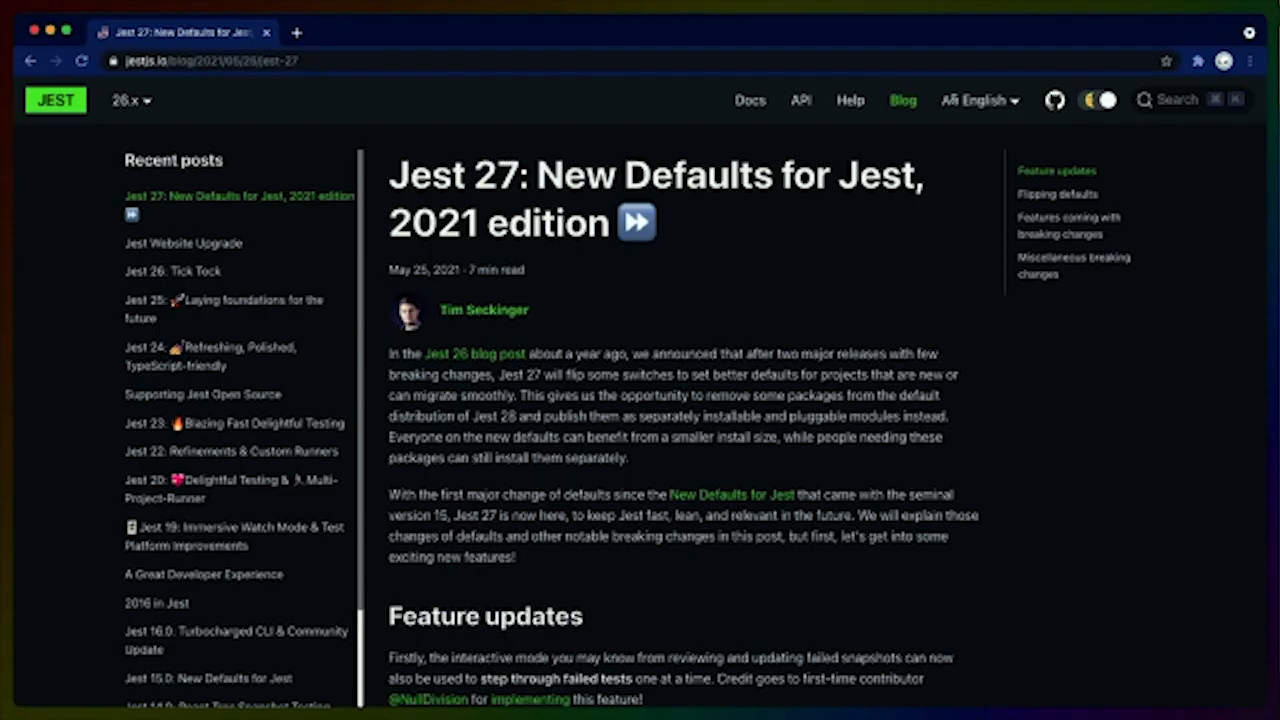 Jest 27: New Defaults for Jest,
jestjs.io/blog/2021/05/25/jest-27
JEST
26.x
Docs
API
Help
Blog
English
Search
⌘ K
Recent posts
Jest 27: New Defaults for Jest, 2021 edition
⏩
Jest Website Upgrade
Jest 26: Tick Tock
Jest 25: 🚀Laying foundations for the
future
Jest 24: 💅Refreshing, Polished,
TypeScript-friendly
Supporting Jest Open Source
Jest 23: 🔥Blazing Fast Delightful Testing
Jest 22: Refinements & Custom Runners
Jest 20: 💖Delightful Testing & 🏃Multi-
Project-Runner
🃏Jest 19: Immersive Watch Mode & Test
Platform Improvements
A Great Developer Experience
2016 in Jest
Jest 16.0: Turbocharged CLI & Community
Update
Jest 15.0: New Defaults for Jest
Jest 14.0: React Tree Snapshot Testing
Jest 27: New Defaults for Jest,
2021 edition ⏩
May 25, 2021 · 7 min read
Tim Seckinger
In the Jest 26 blog post about a year ago, we announced that after two major releases with few
breaking changes, Jest 27 will flip some switches to set better defaults for projects that are new or
can migrate smoothly. This gives us the opportunity to remove some packages from the default
distribution of Jest 28 and publish them as separately installable and pluggable modules instead.
Everyone on the new defaults can benefit from a smaller install size, while people needing these
packages can still install them separately.
With the first major change of defaults since the New Defaults for Jest that came with the seminal
version 15, Jest 27 is now here, to keep Jest fast, lean, and relevant in the future. We will explain those
changes of defaults and other notable breaking changes in this post, but first, let's get into some
exciting new features!
Feature updates
Firstly, the interactive mode you may know from reviewing and updating failed snapshots can now
also be used to step through failed tests one at a time. Credit goes to first-time contributor
@NullDivision for implementing this feature!
Feature updates
Flipping defaults
Features coming with
breaking changes
Miscellaneous breaking
changes